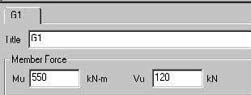 G1
Title G1
Member Force
Mu 550 kN-m Vu 120 kN